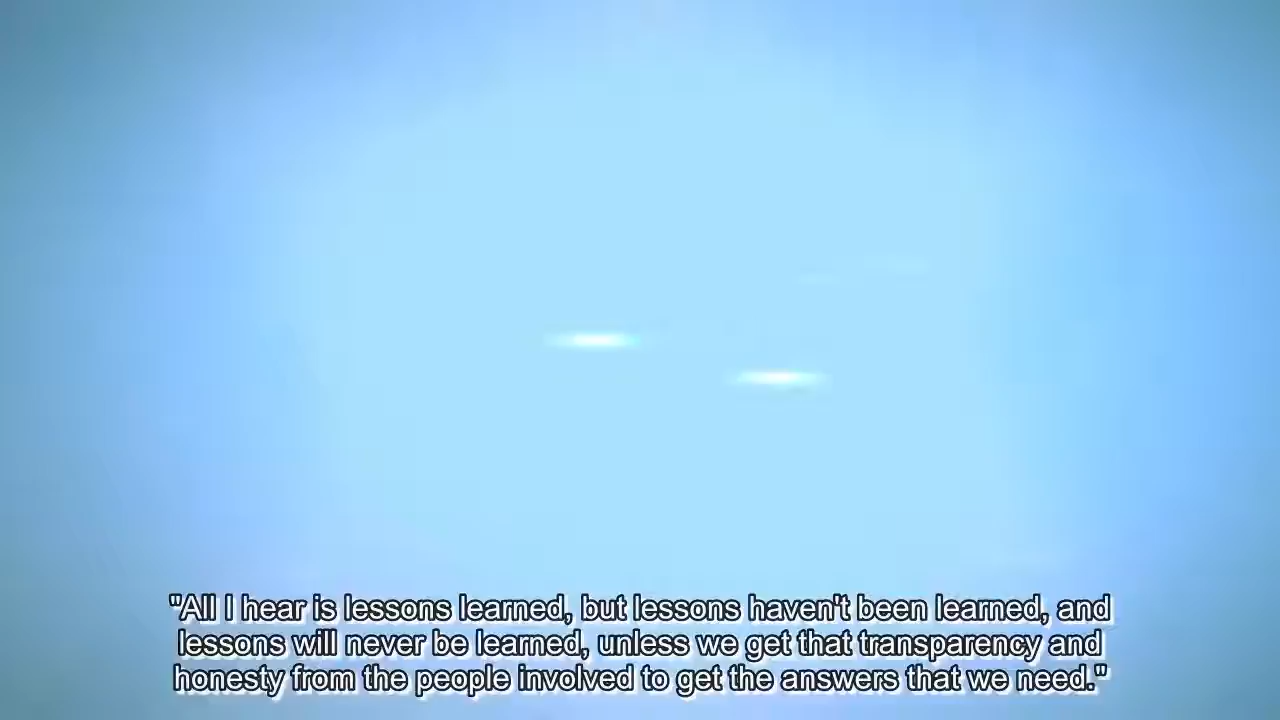 "All I hear is lessons learned, but lessons haven't been learned, and
lessons will never be learned, unless we get that transparency and
honesty from the people involved to get the answers that we need."